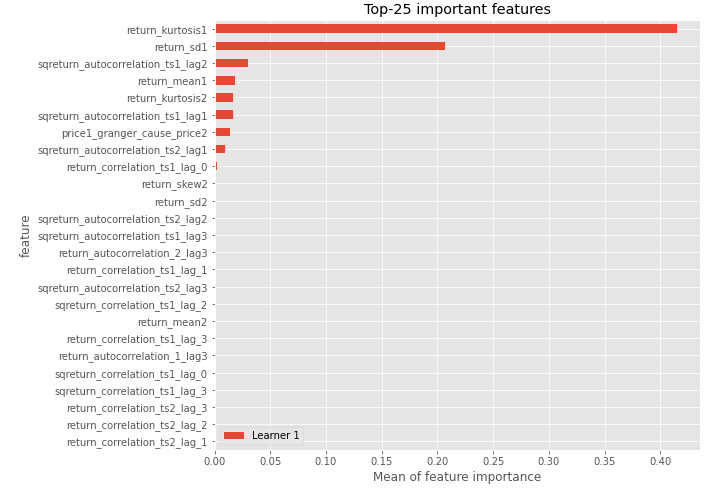 Top-25 important features
return_kurtosis1
return_sd1
sqreturn_autocorrelation_ts1_lag2
return_mean1
return_kurtosis2
sqreturn_autocorrelation_ts1_lag1
price1_granger_cause_price2
sqreturn_autocorrelation_ts2_lag1
return_correlation_ts1_lag_0
return_skew2
return_sd2
sqreturn_autocorrelation_ts2_lag2
sqreturn_autocorrelation_ts1_lag3
return_autocorrelation_2_lag3
return_correlation_ts1_lag_1
sqreturn_autocorrelation_ts2_lag3
sqreturn_correlation_ts1_lag_2
return_mean2
return_correlation_ts1_lag_3
return_autocorrelation_1_lag3
sqreturn_correlation_ts1_lag_0
sqreturn_correlation_ts1_lag_3
return_correlation_ts2_lag_3
return_correlation_ts2_lag_2
return_correlation_ts2_lag_1
feature
Learner 1
0.00 0.05 0.10 0.15 0.20 0.25 0.30 0.35 0.40
Mean of feature importance